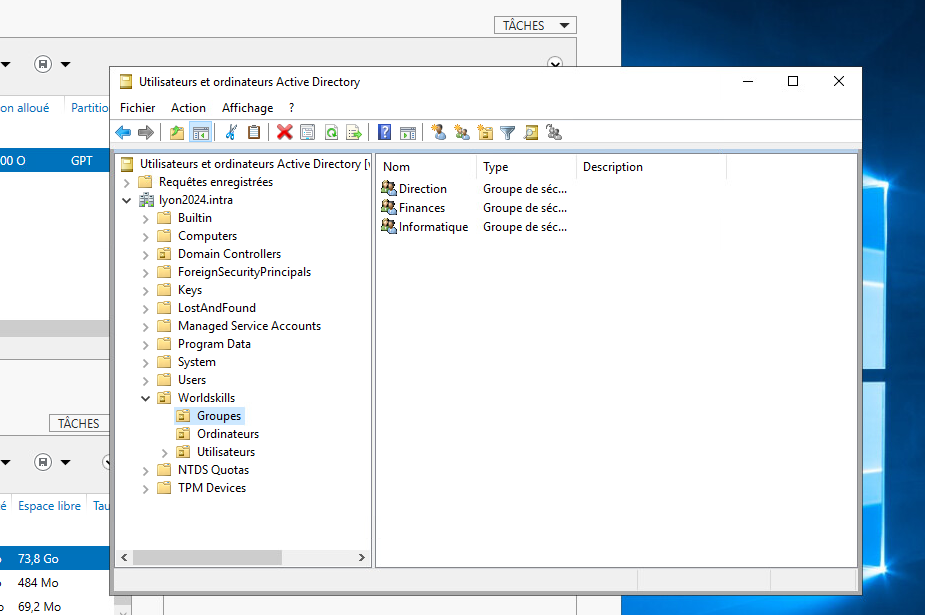 TÂCHES
on alloué
Partitio
00 O
GPT
TÂCHES
é
Espace libre
Tau
73,8 Go
484 Mo
69,2 Mo
Utilisateurs et ordinateurs Active Directory
Fichier
Action
Affichage
?
Utilisateurs et ordinateurs Active Directory [
Requêtes enregistrées
lyon2024.intra
Builtin
Computers
Domain Controllers
ForeignSecurityPrincipals
Keys
LostAndFound
Managed Service Accounts
Program Data
System
Users
Worldskills
Groupes
Ordinateurs
Utilisateurs
NTDS Quotas
TPM Devices
Nom
Type
Description
Direction
Groupe de séc...
Finances
Groupe de séc...
Informatique
Groupe de séc...